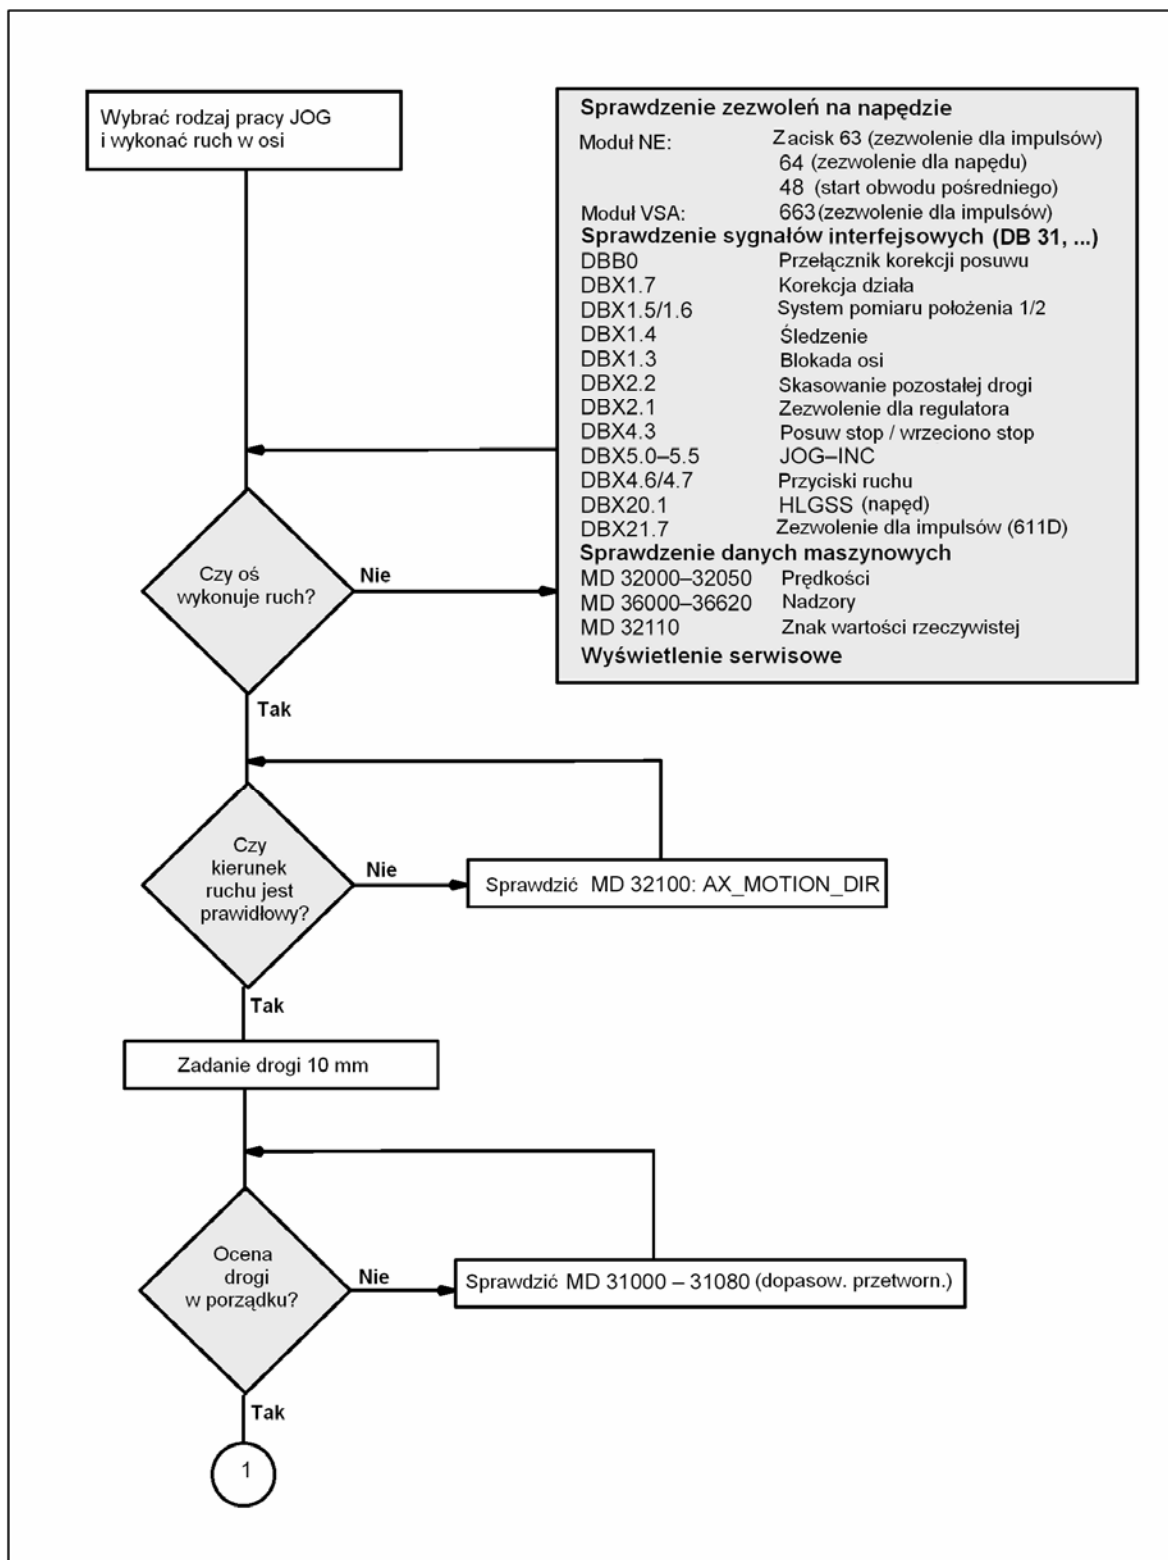 Wybrać rodzaj pracy JOG
i wykonać ruch w osi
Sprawdzenie zezwoleń na napędzie
Moduł NE: Zacisk 63 (zezwolenie dla impulsów)
64 (zezwolenie dla napędu)
48 (start obwodu pośredniego)
Moduł VSA: 663(zezwolenie dla impulsów)
Sprawdzenie sygnałów interfejsowych (DB 31, ...)
DBB0 Przełącznik korekcji posuwu
DBX1.7 Korekcja działa
DBX1.5/1.6 System pomiaru położenia 1/2
DBX1.4 Śledzenie
DBX1.3 Blokada osi
DBX2.2 Skasowanie pozostałej drogi
DBX2.1 Zezwolenie dla regulatora
DBX4.3 Posuw stop / wrzeciono stop
DBX5.0–5.5 JOG–INC
DBX4.6/4.7 Przyciski ruchu
DBX20.1 HLGSS (napęd)
DBX21.7 Zezwolenie dla impulsów (611D)
Sprawdzenie danych maszynowych
MD 32000–32050 Prędkości
MD 36000–36620 Nadzory
MD 32110 Znak wartości rzeczywistej
Wyświetlenie serwisowe
Czy oś
wykonuje ruch?
Nie
Tak
Czy
kierunek
ruchu jest
prawidłowy?
Nie
Sprawdzić MD 32100: AX_MOTION_DIR
Tak
Zadanie drogi 10 mm
Ocena
drogi
w porządku?
Nie
Sprawdzić MD 31000 – 31080 (dopasow. przetworn.)
Tak
1